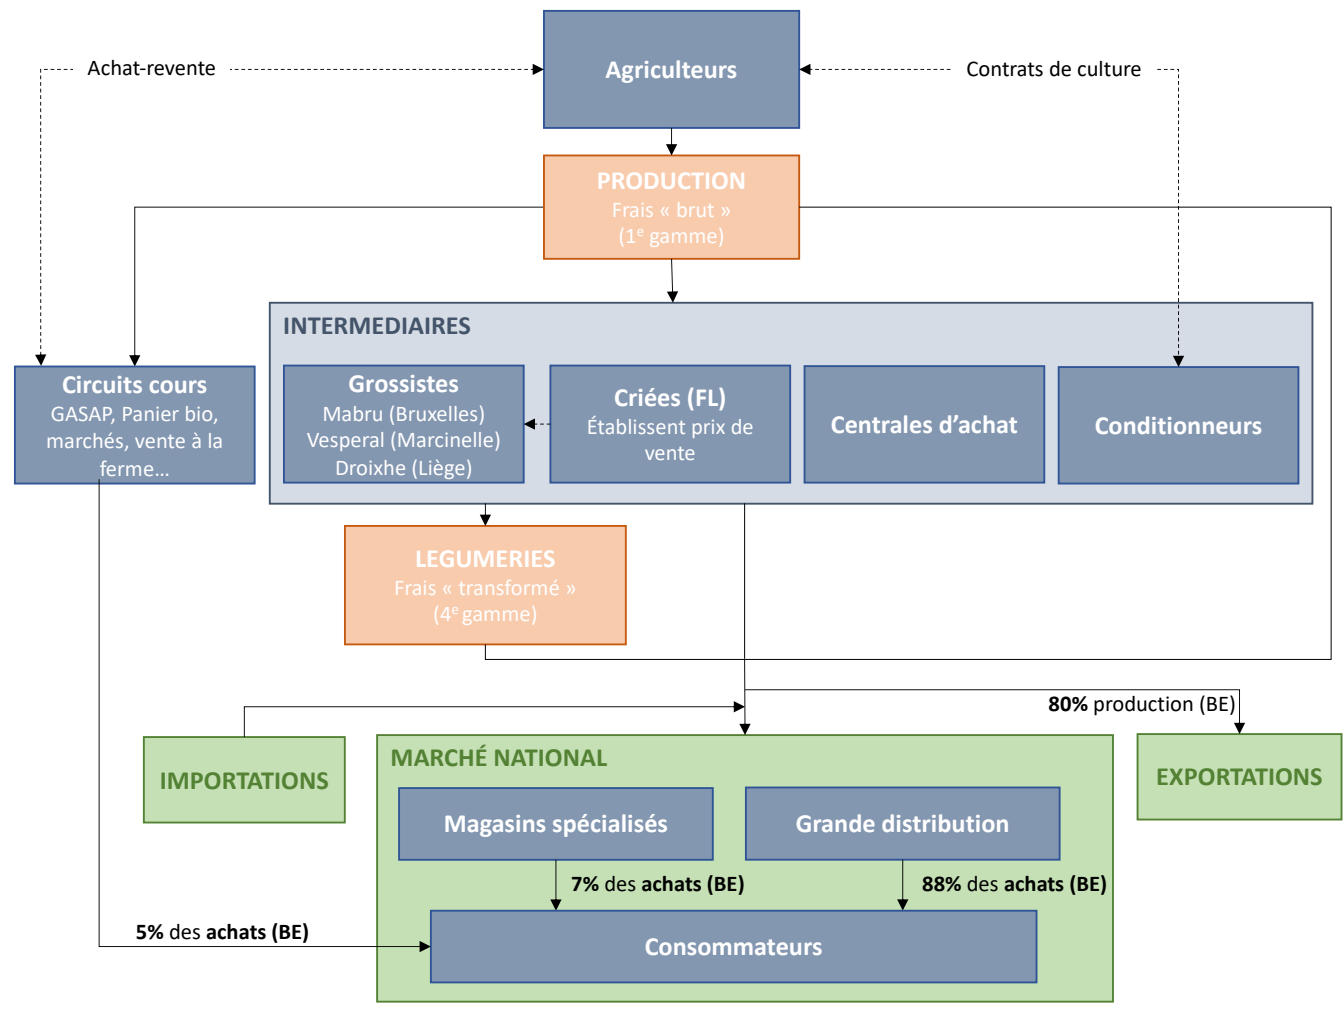 Agriculteurs
Achat-revente
Contrats de culture
PRODUCTION
Frais « brut »
(1e gamme)
INTERMEDIAIRES
Circuits cours
GASAP, Panier bio,
marchés, vente à la
ferme…
Grossistes
Mabru (Bruxelles)
Vesperal (Marcinelle)
Droixhe (Liège)
Criées (FL)
Établissent prix de
vente
Centrales d’achat
Conditionneurs
LEGUMERIES
Frais « transformé »
(4e gamme)
80% production (BE)
IMPORTATIONS
MARCHÉ NATIONAL
EXPORTATIONS
Magasins spécialisés
Grande distribution
7% des achats (BE)
88% des achats (BE)
5% des achats (BE)
Consommateurs